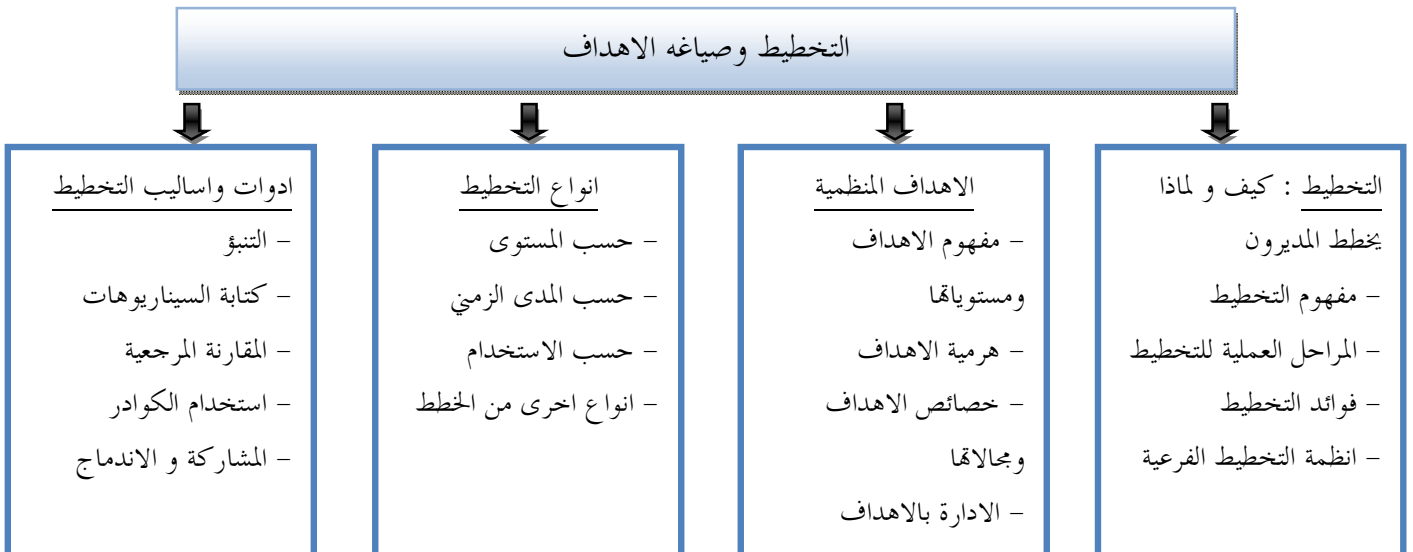 التخطيط وصياغه الاهداف
التخطيط : كيف و لماذا
يخطط المديرون
– مفهوم التخطيط
– المراحل العملية للتخطيط
– فوائد التخطيط
– انظمة التخطيط الفرعية
الاهداف المنظمية
– مفهوم الاهداف
ومستوياتها
– هرمية الاهداف
– خصائص الاهداف
ومجالاتها
– الادارة بالاهداف
انواع التخطيط
– حسب المستوى
– حسب المدى الزمني
– حسب الاستخدام
– انواع اخرى من الخطط
ادوات واساليب التخطيط
– التنبؤ
– كتابة السيناريوهات
– المقارنة المرجعية
– استخدام الكوادر
– المشاركة و الاندماج